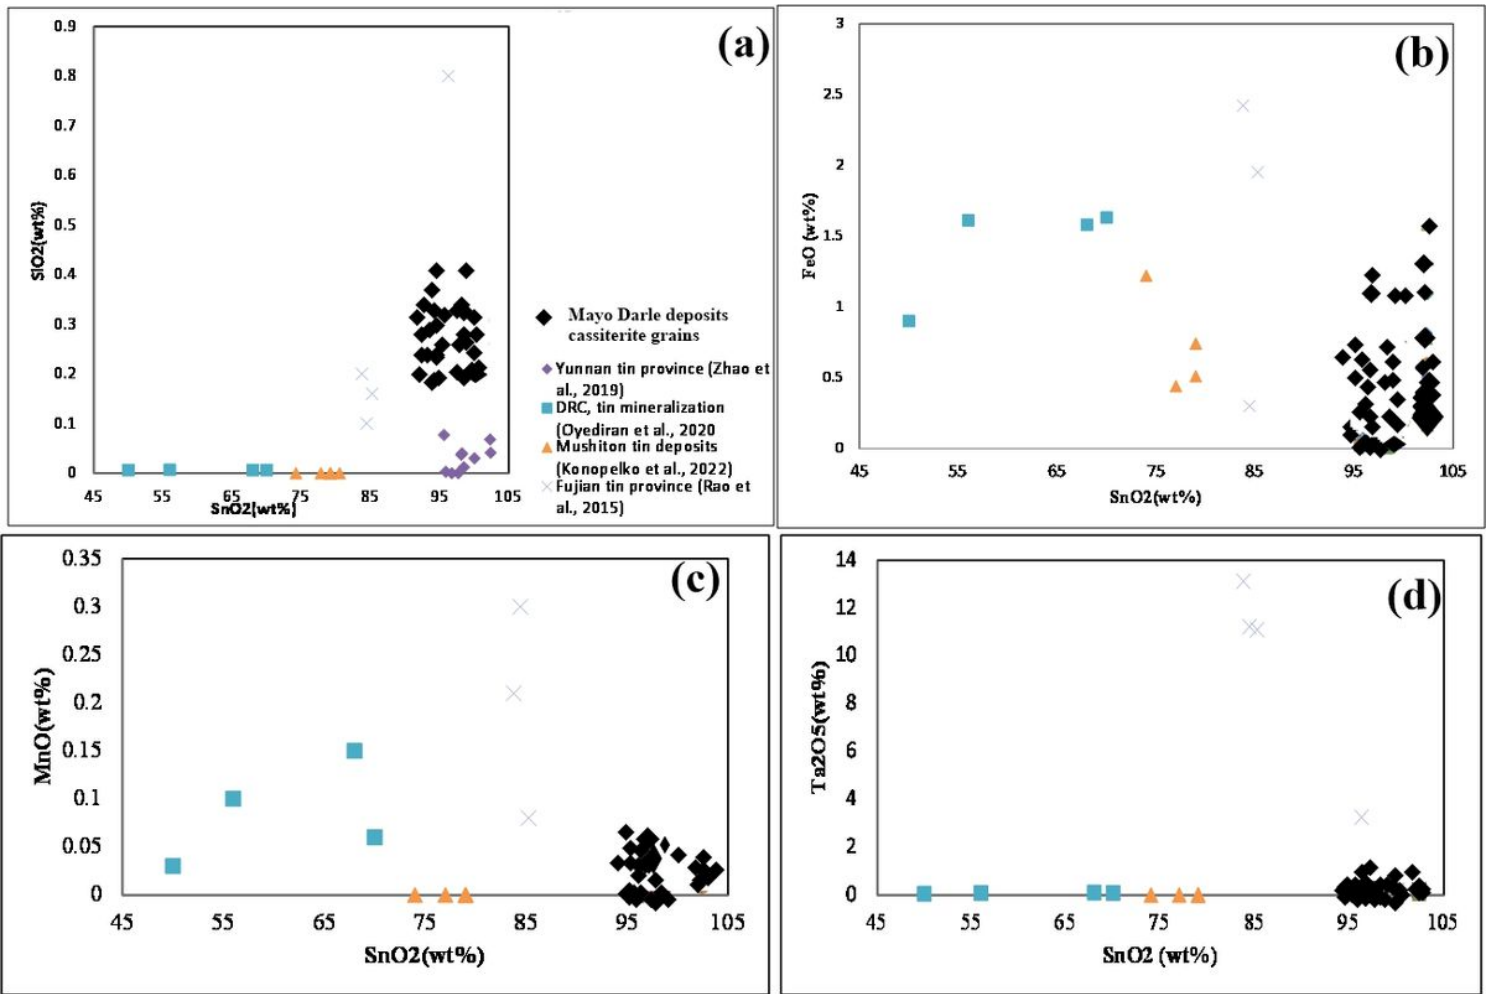 (a)
0.9
0.8
0.7
0.6
0.5
0.4
0.3
0.2
0.1
0
SiO2(wt%)
45 55 65 75 85 95 105
SnO2(wt%)
Mayo Darle deposits
cassiterite grains
Yunnan tin province (Zhao et
al., 2019)
DRC, tin mineralization
(Oyediran et al., 2020
Mushiton tin deposits
(Konopelko et al., 2022)
Fujian tin province (Rao et
al., 2015)
(b)
3
2.5
2
1.5
1
0.5
0
FeO (wt%)
45 55 65 75 85 95 105
SnO2(wt%)
(c)
0.35
0.3
0.25
0.2
0.15
0.1
0.05
0
MnO(wt%)
45 55 65 75 85 95 105
SnO2(wt%)
(d)
14
12
10
8
6
4
2
0
Ta2O5(wt%)
45 55 65 75 85 95 105
SnO2 (wt%)